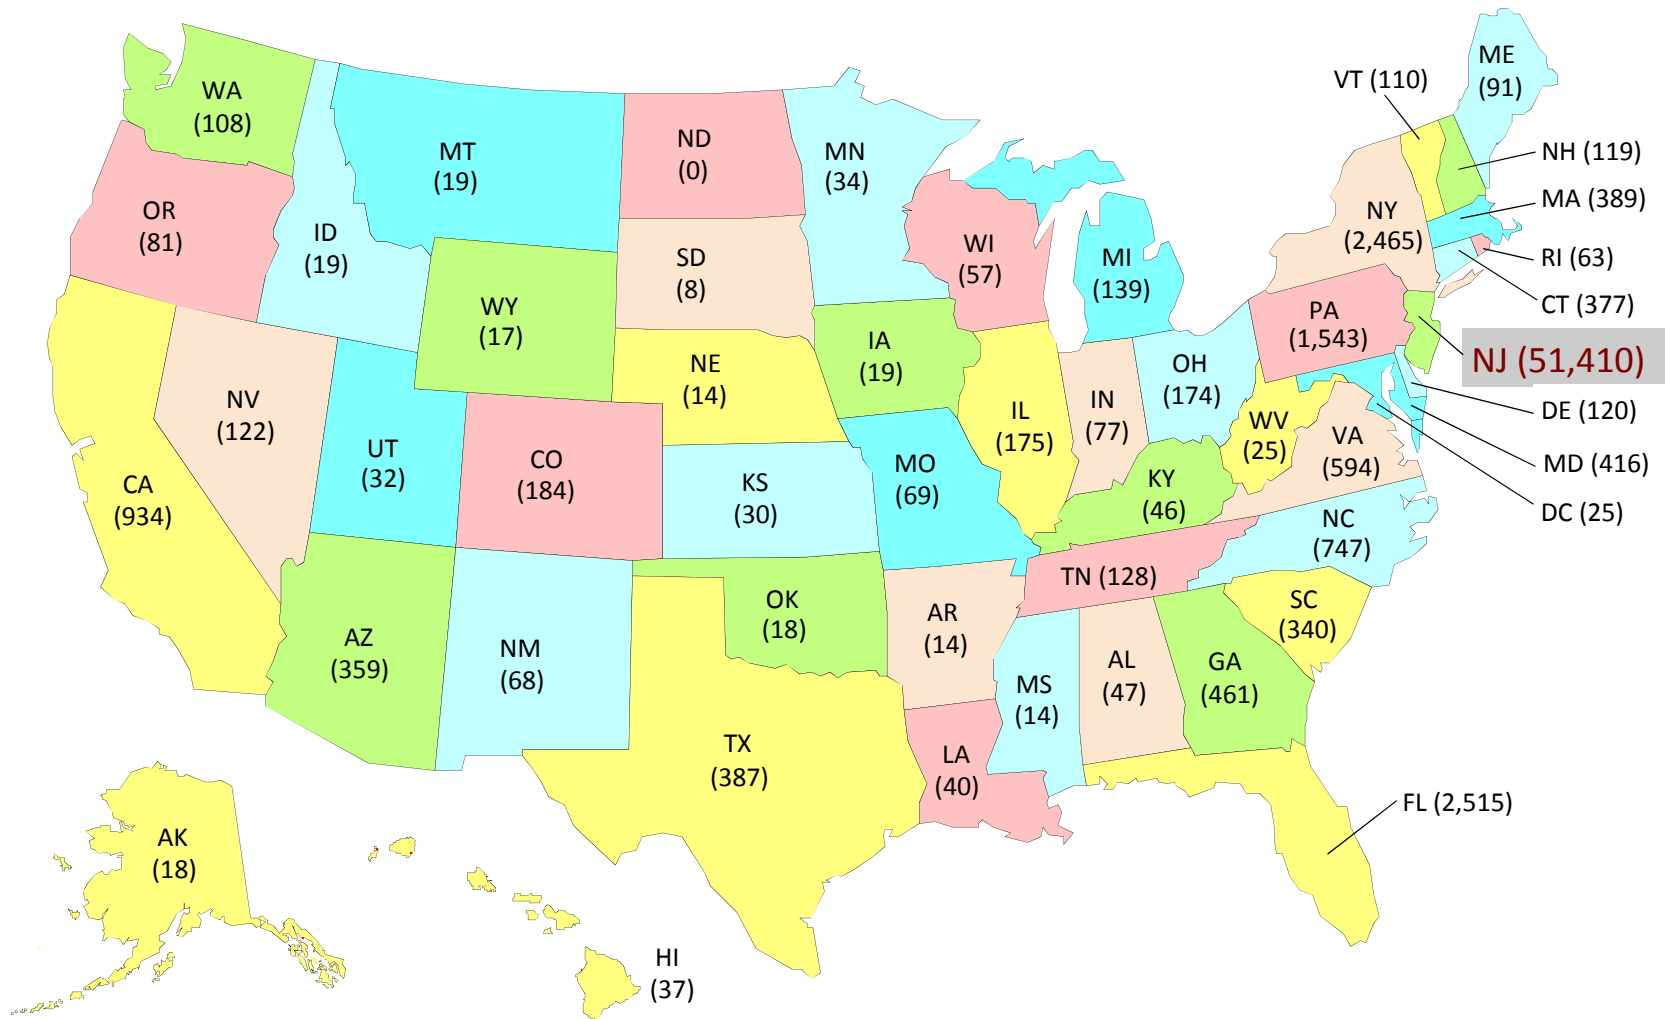 WA
(108)
OR
(81)
CA
(934)
NV
(122)
ID
(19)
MT
(19)
WY
(17)
UT
(32)
CO
(184)
AZ
(359)
NM
(68)
ND
(0)
SD
(8)
NE
(14)
KS
(30)
OK
(18)
TX
(387)
MN
(34)
IA
(19)
MO
(69)
AR
(14)
LA
(40)
WI
(57)
IL
(175)
MI
(139)
IN
(77)
OH
(174)
KY
(46)
TN (128)
MS
(14)
AL
(47)
GA
(461)
FL (2,515)
SC
(340)
NC
(747)
VA
(594)
WV
(25)
PA
(1,543)
NY
(2,465)
VT (110)
ME
(91)
NH (119)
MA (389)
RI (63)
CT (377)
NJ (51,410)
DE (120)
MD (416)
DC (25)
AK
(18)
HI
(37)